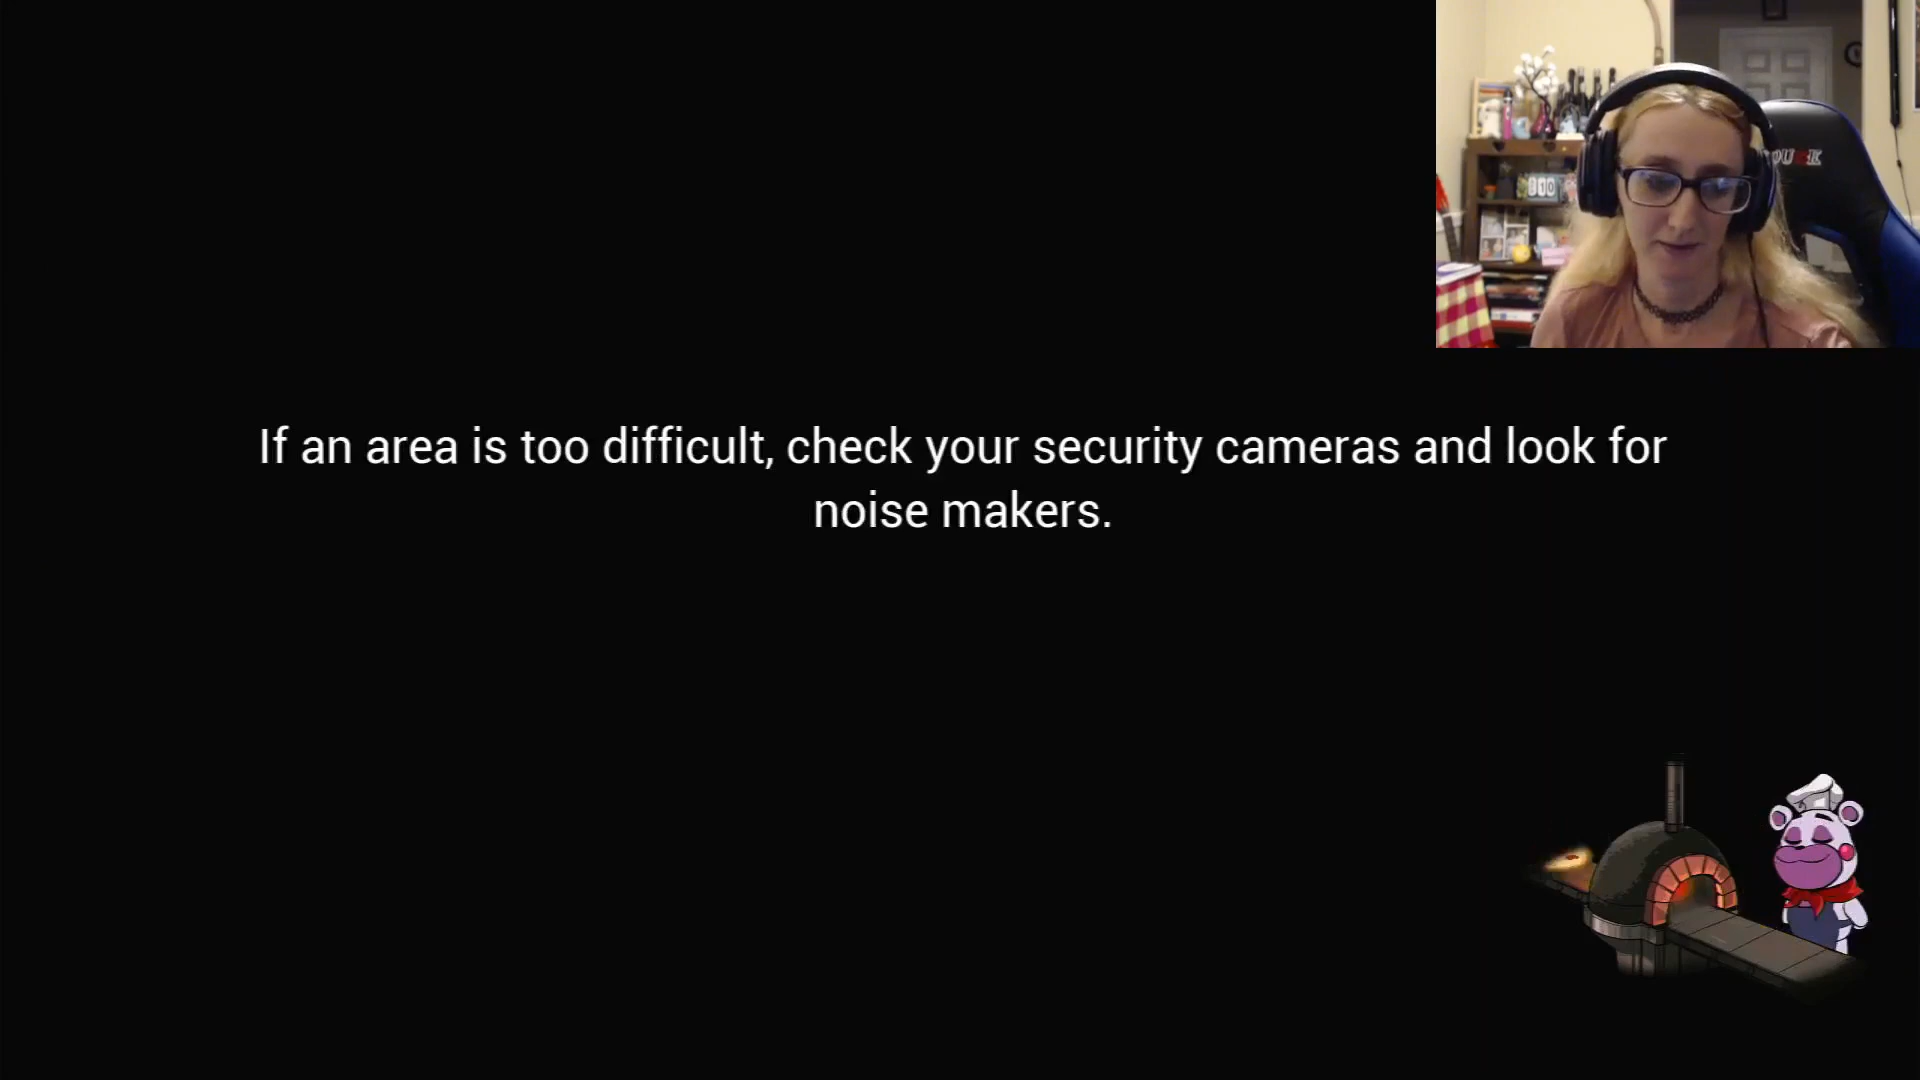 If an area is too difficult, check your security cameras and look for
noise makers.